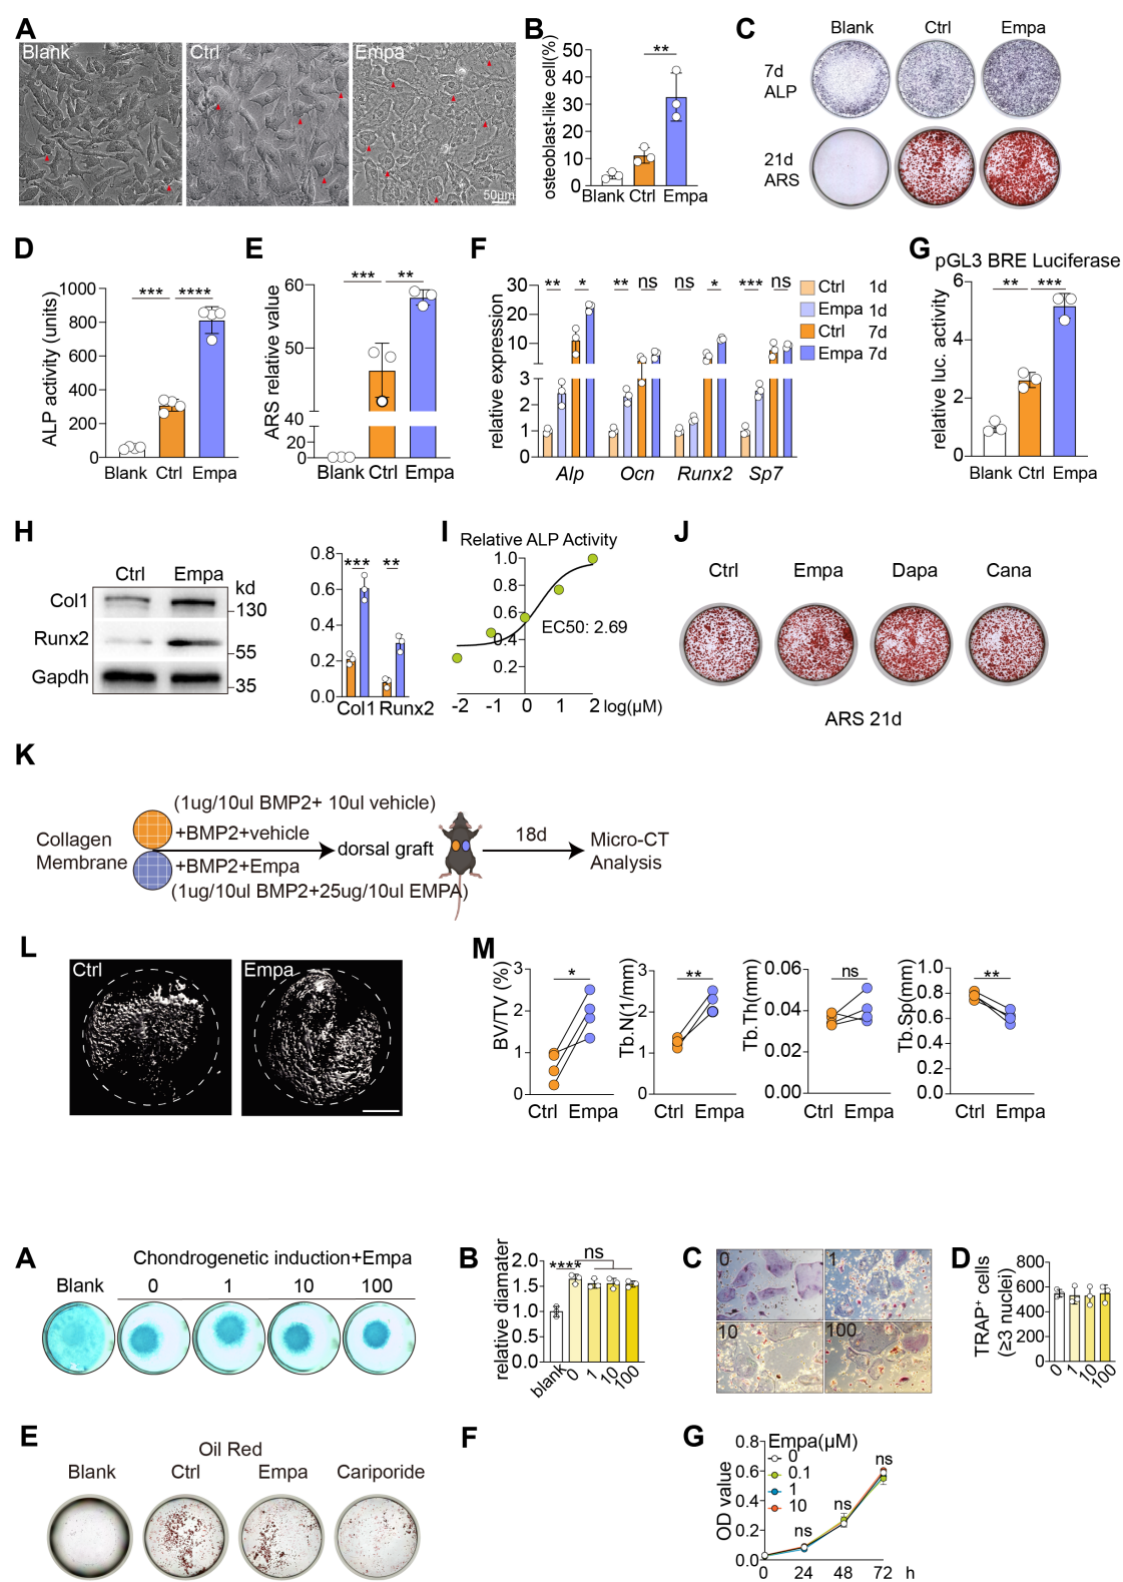 A
Blank
Ctrl
Empa
50µm
B
osteoblast-like cell(%)
50
40
30
20
10
0
**
Blank Ctrl Empa
C
Blank Ctrl Empa
7d
ALP
21d
ARS
D
ALP activity (units)
1000
800
600
400
200
0
*** ****
Blank Ctrl Empa
E
ARS relative value
60
50
40
20
0
*** **
Blank Ctrl Empa
F
relative expression
30
20
10
3
2
1
0
** * ** ns ns * *** ns
Alp Ocn Runx2 Sp7
Ctrl 1d
Empa 1d
Ctrl 7d
Empa 7d
G
pGL3 BRE Luciferase
relative luc. activity
6
4
2
0
** ***
Blank Ctrl Empa
H
Ctrl Empa
kd
Col1
130
Runx2
55
Gapdh
35
0.8
0.6
0.4
0.2
0.0
*** **
Col1 Runx2
I
Relative ALP Activity
1.0
0.8
0.6
0.4
0.2
EC50: 2.69
-2 -1 0 1 2 log(µM)
J
Ctrl Empa Dapa Cana
ARS 21d
K
(1ug/10ul BMP2+ 10ul vehicle)
Collagen
Membrane
+BMP2+vehicle
+BMP2+Empa
(1ug/10ul BMP2+25ug/10ul EMPA)
dorsal graft
18d
Micro-CT
Analysis
L
Ctrl
Empa
M
BV/TV (%)
3
2
1
0
*
Ctrl Empa
Tb.N(1/mm)
3
2
1
0
**
Ctrl Empa
Tb.Th(mm)
0.06
0.04
0.02
0.00
ns
Ctrl Empa
Tb.Sp(mm)
1.0
0.8
0.6
0.4
0.2
0.0
**
Ctrl Empa
A
Chondrogenetic induction+Empa
Blank 0 1 10 100
B
relative diamater
2.0
1.5
1.0
0.5
0.0
**** ns
blank 0 1 10 100
C
0
1
10
100
D
TRAP⁺ cells
(≥3 nuclei)
800
600
400
200
0
0 1 10 100
E
Oil Red
Blank Ctrl Empa Cariporide
F
G
Empa(µM)
0
0.1
1
10
OD value
0.8
0.6
0.4
0.2
0.0
ns ns ns
0 24 48 72 h